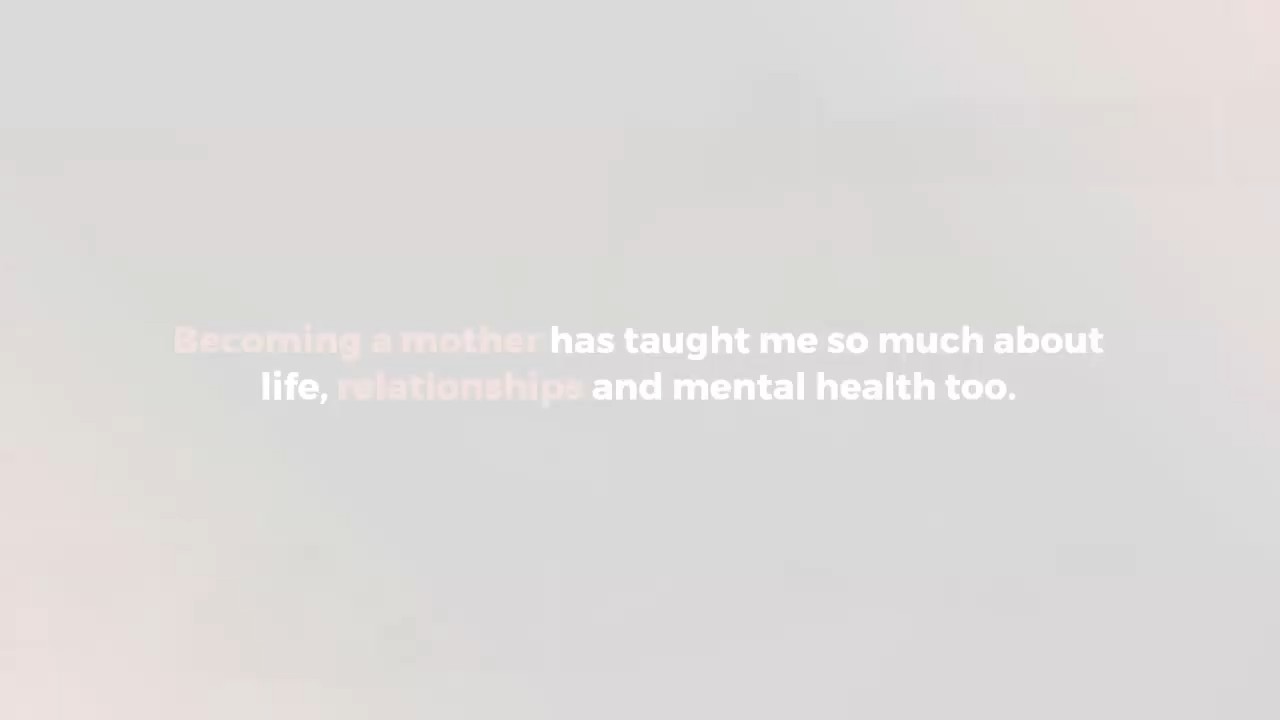 Becoming a mother has taught me so much about
life, relationships and mental health too.